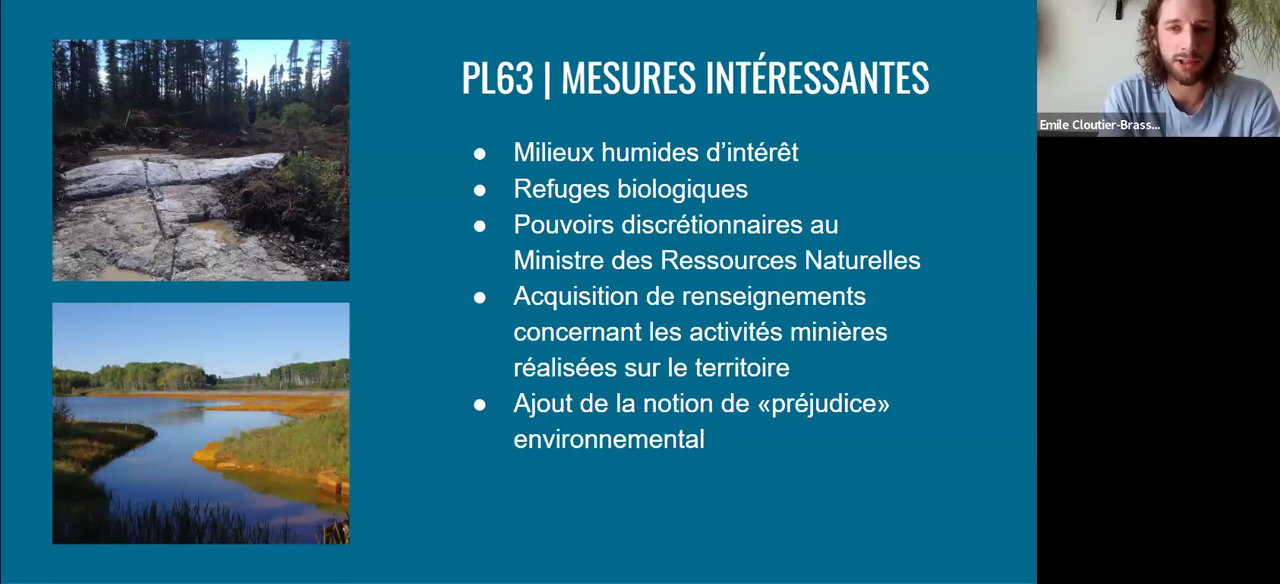 PL63 | MESURES INTÉRESSANTES
● Milieux humides d’intérêt
● Refuges biologiques
● Pouvoirs discrétionnaires au
Ministre des Ressources Naturelles
● Acquisition de renseignements
concernant les activités minières
réalisées sur le territoire
● Ajout de la notion de «préjudice»
environnemental
Emile Cloutier-Brass...